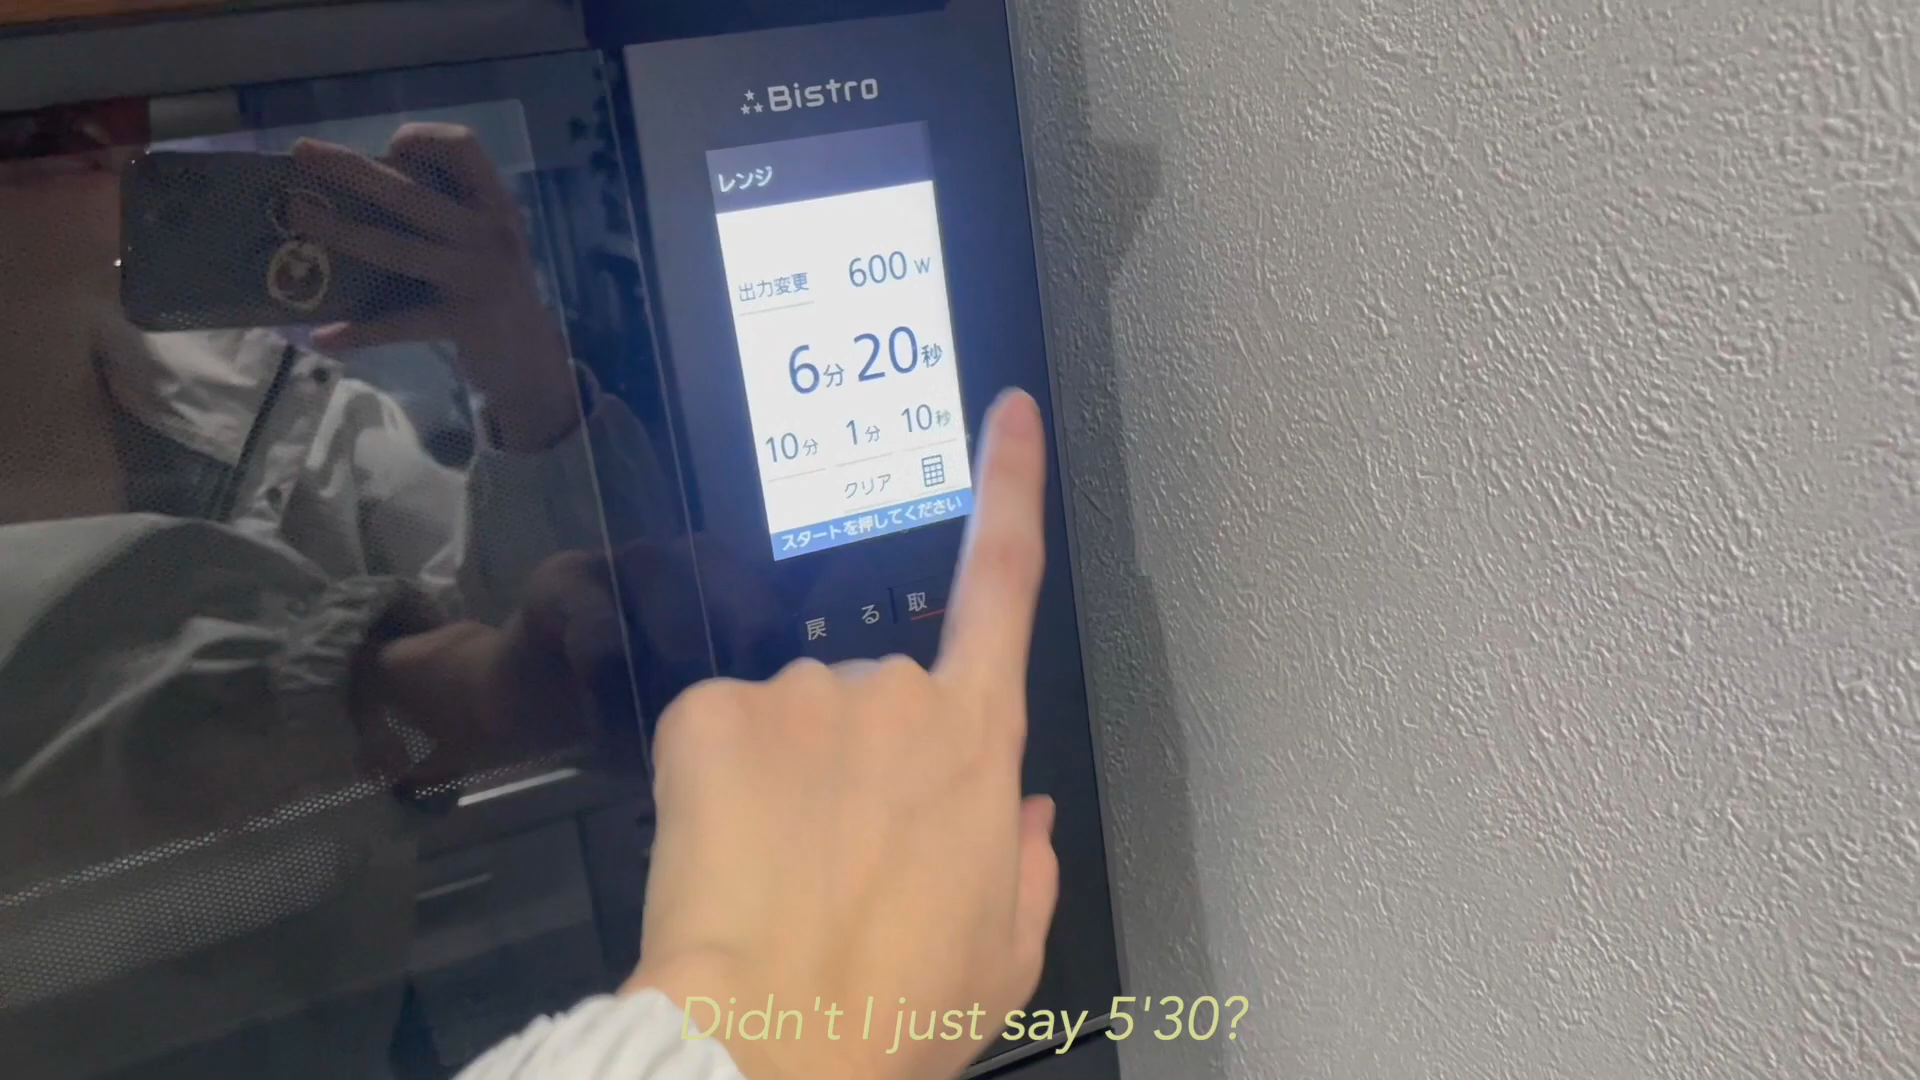 Bistro
レンジ
出力変更 600 W
6分20秒
10分 1分 10秒
クリア
スタートを押してください
戻る 取
Didn't I just say 5'30?